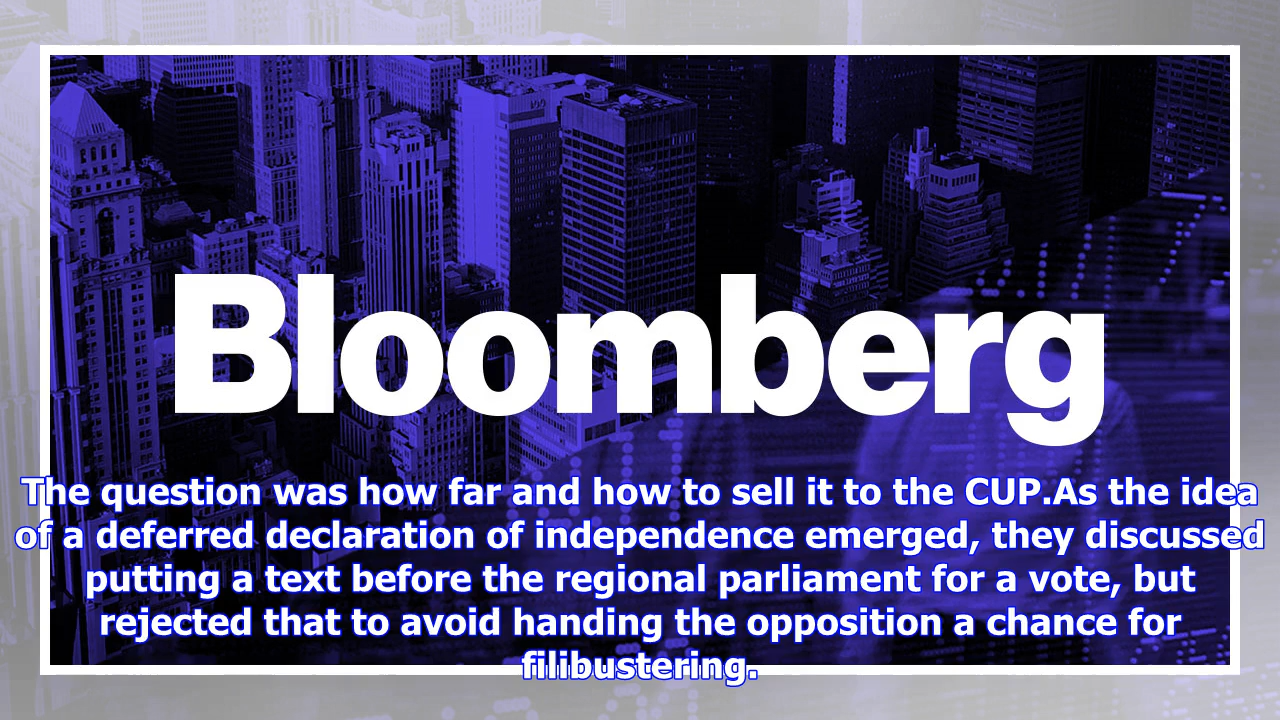 Bloomberg
The question was how far and how to sell it to the CUP.As the idea
of a deferred declaration of independence emerged, they discussed
putting a text before the regional parliament for a vote, but
rejected that to avoid handing the opposition a chance for
filibustering.